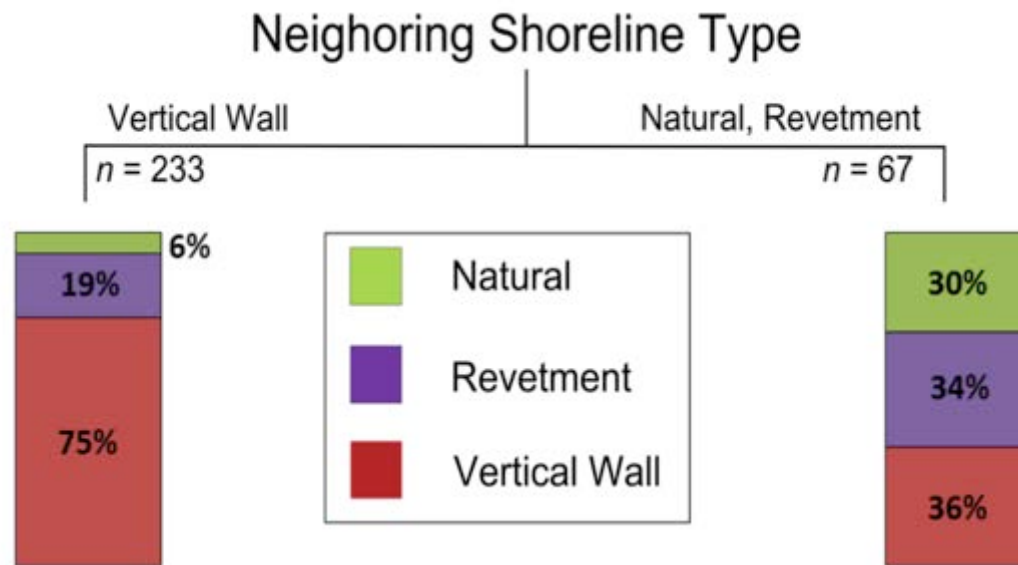 Neighoring Shoreline Type
Vertical Wall
Natural, Revetment
n = 233
n = 67
6%
19%
75%
Natural
Revetment
Vertical Wall
30%
34%
36%